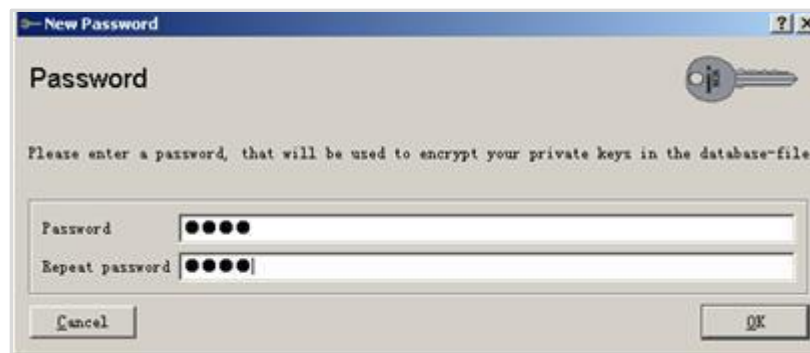 New Password
Password
Please enter a password, that will be used to encrypt your private keys in the database-file
Password ●●●●
Repeat password ●●●●
Cancel OK